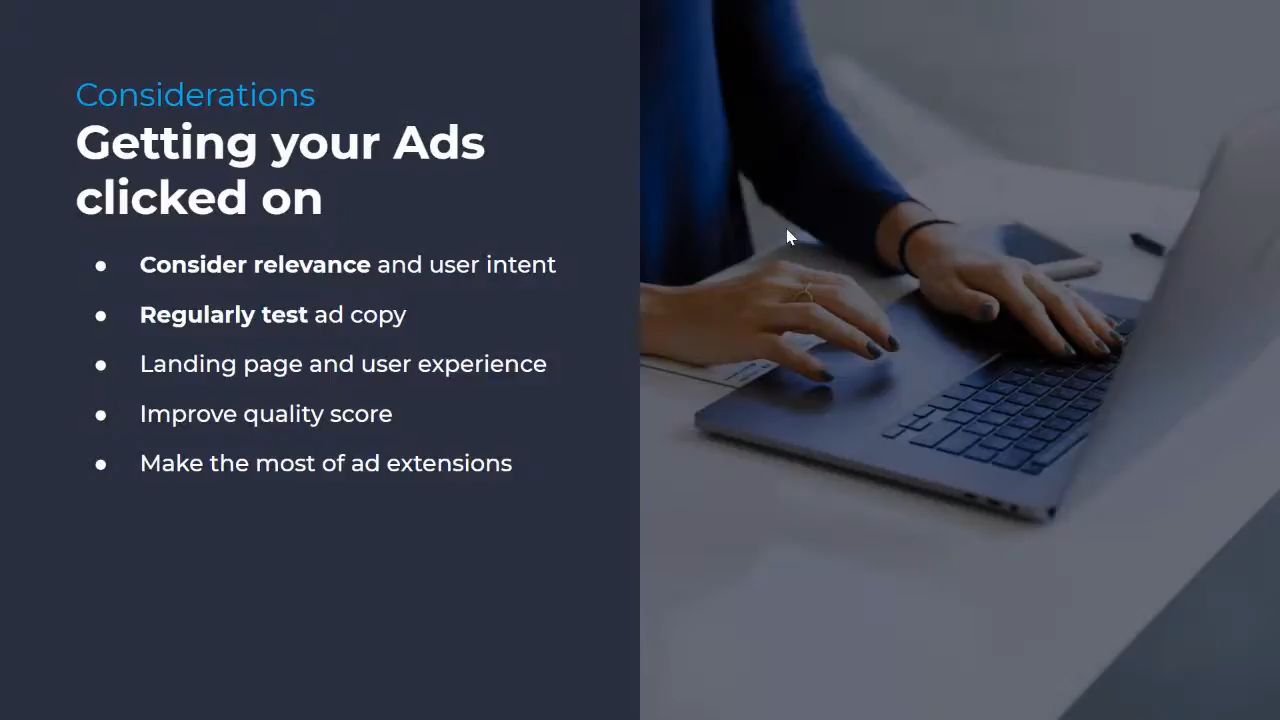 Considerations
Getting your Ads
clicked on
● Consider relevance and user intent
● Regularly test ad copy
● Landing page and user experience
● Improve quality score
● Make the most of ad extensions